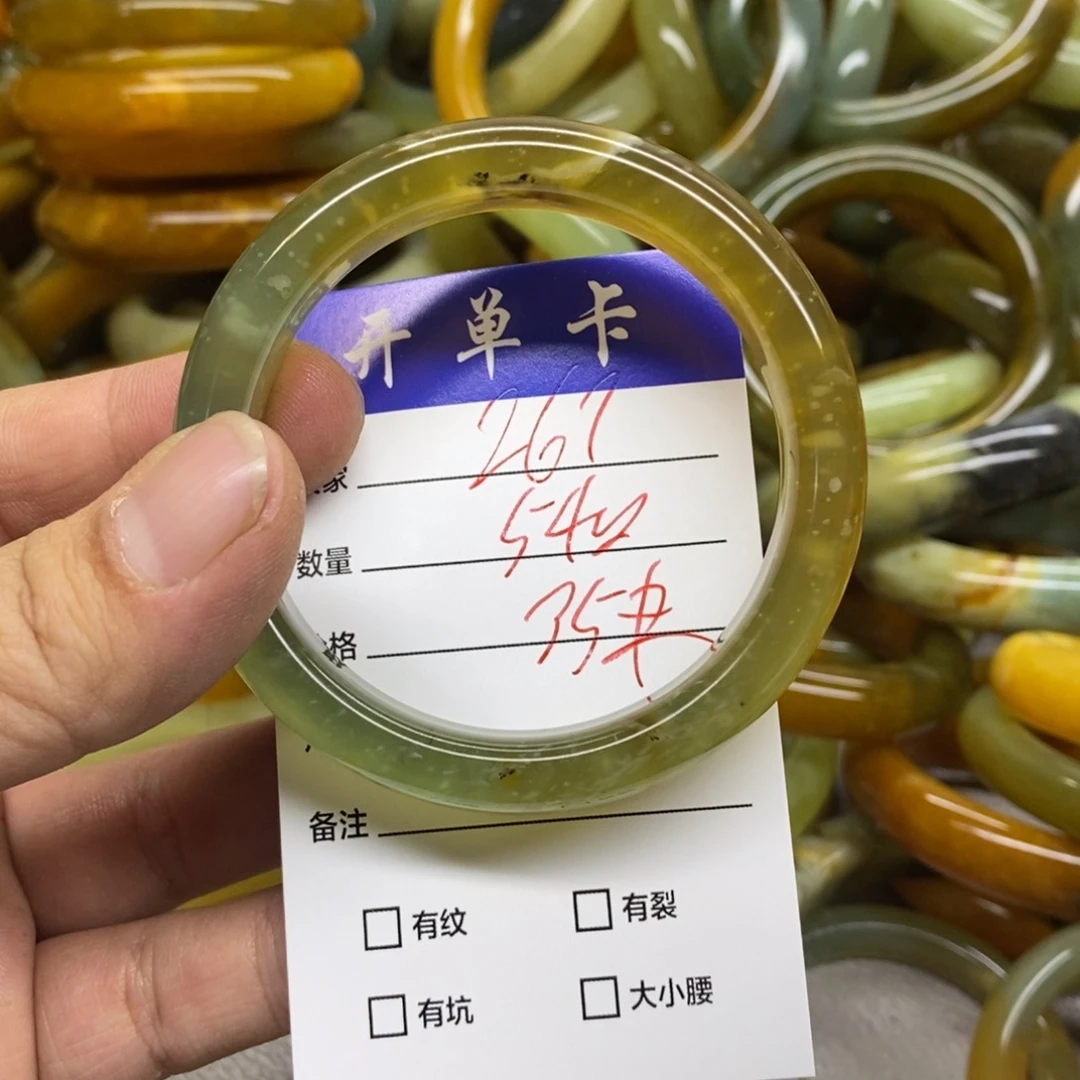 开单卡
家 267
数量 54
格 35
备注
有纹 有裂
有坑 大小腰